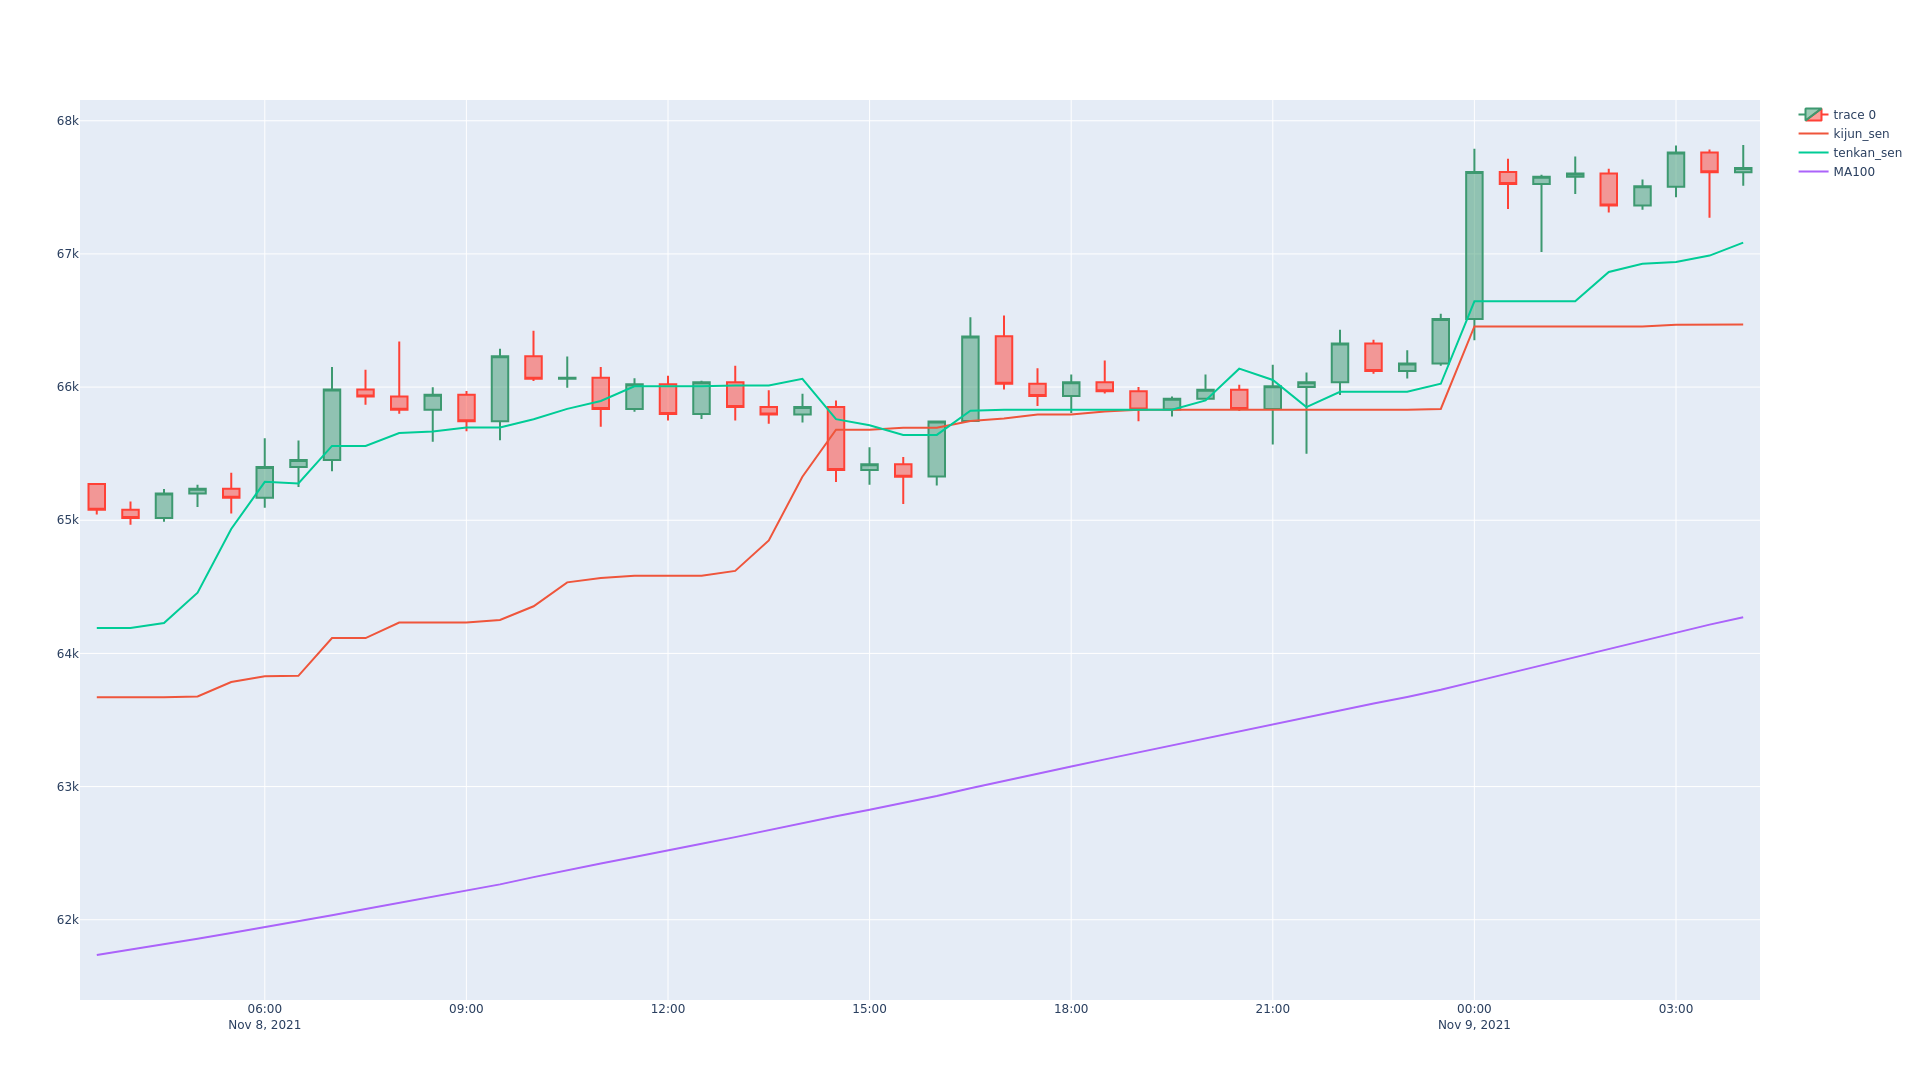 68k
67k
66k
65k
64k
63k
62k
06:00
Nov 8, 2021
09:00
12:00
15:00
18:00
21:00
00:00
Nov 9, 2021
03:00
trace 0
kijun_sen
tenkan_sen
MA100